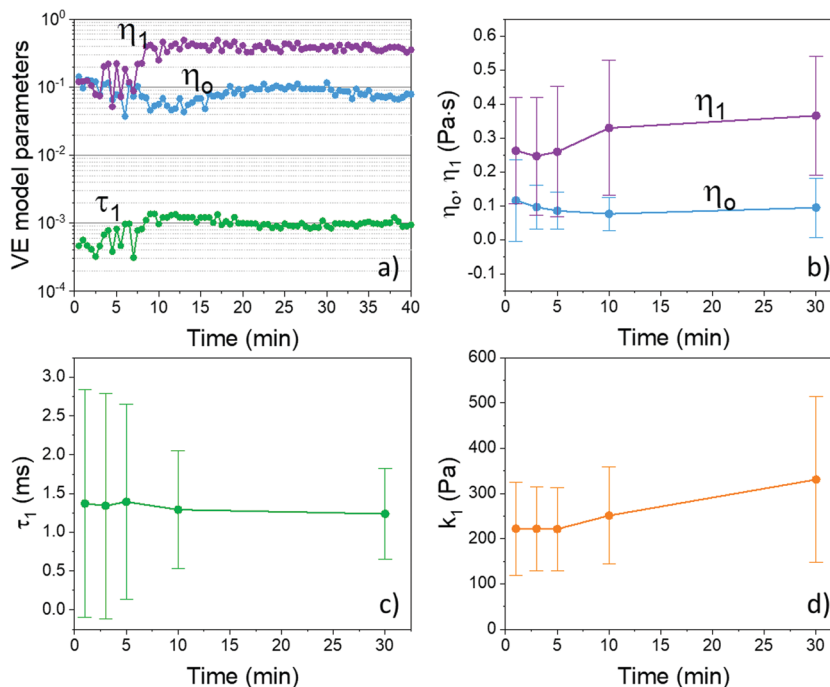 10⁰
10⁻¹
10⁻²
10⁻³
10⁻⁴
VE model parameters
η₁
ηₒ
τ₁
a)
0 5 10 15 20 25 30 35 40
Time (min)
0.6
0.5
0.4
0.3
0.2
0.1
0.0
-0.1
ηₒ, η₁ (Pa·s)
η₁
ηₒ
b)
0 5 10 15 20 25 30
Time (min)
3.0
2.5
2.0
1.5
1.0
0.5
0.0
τ₁ (ms)
c)
0 5 10 15 20 25 30
Time (min)
600
500
400
300
200
100
0
k₁ (Pa)
d)
0 5 10 15 20 25 30
Time (min)